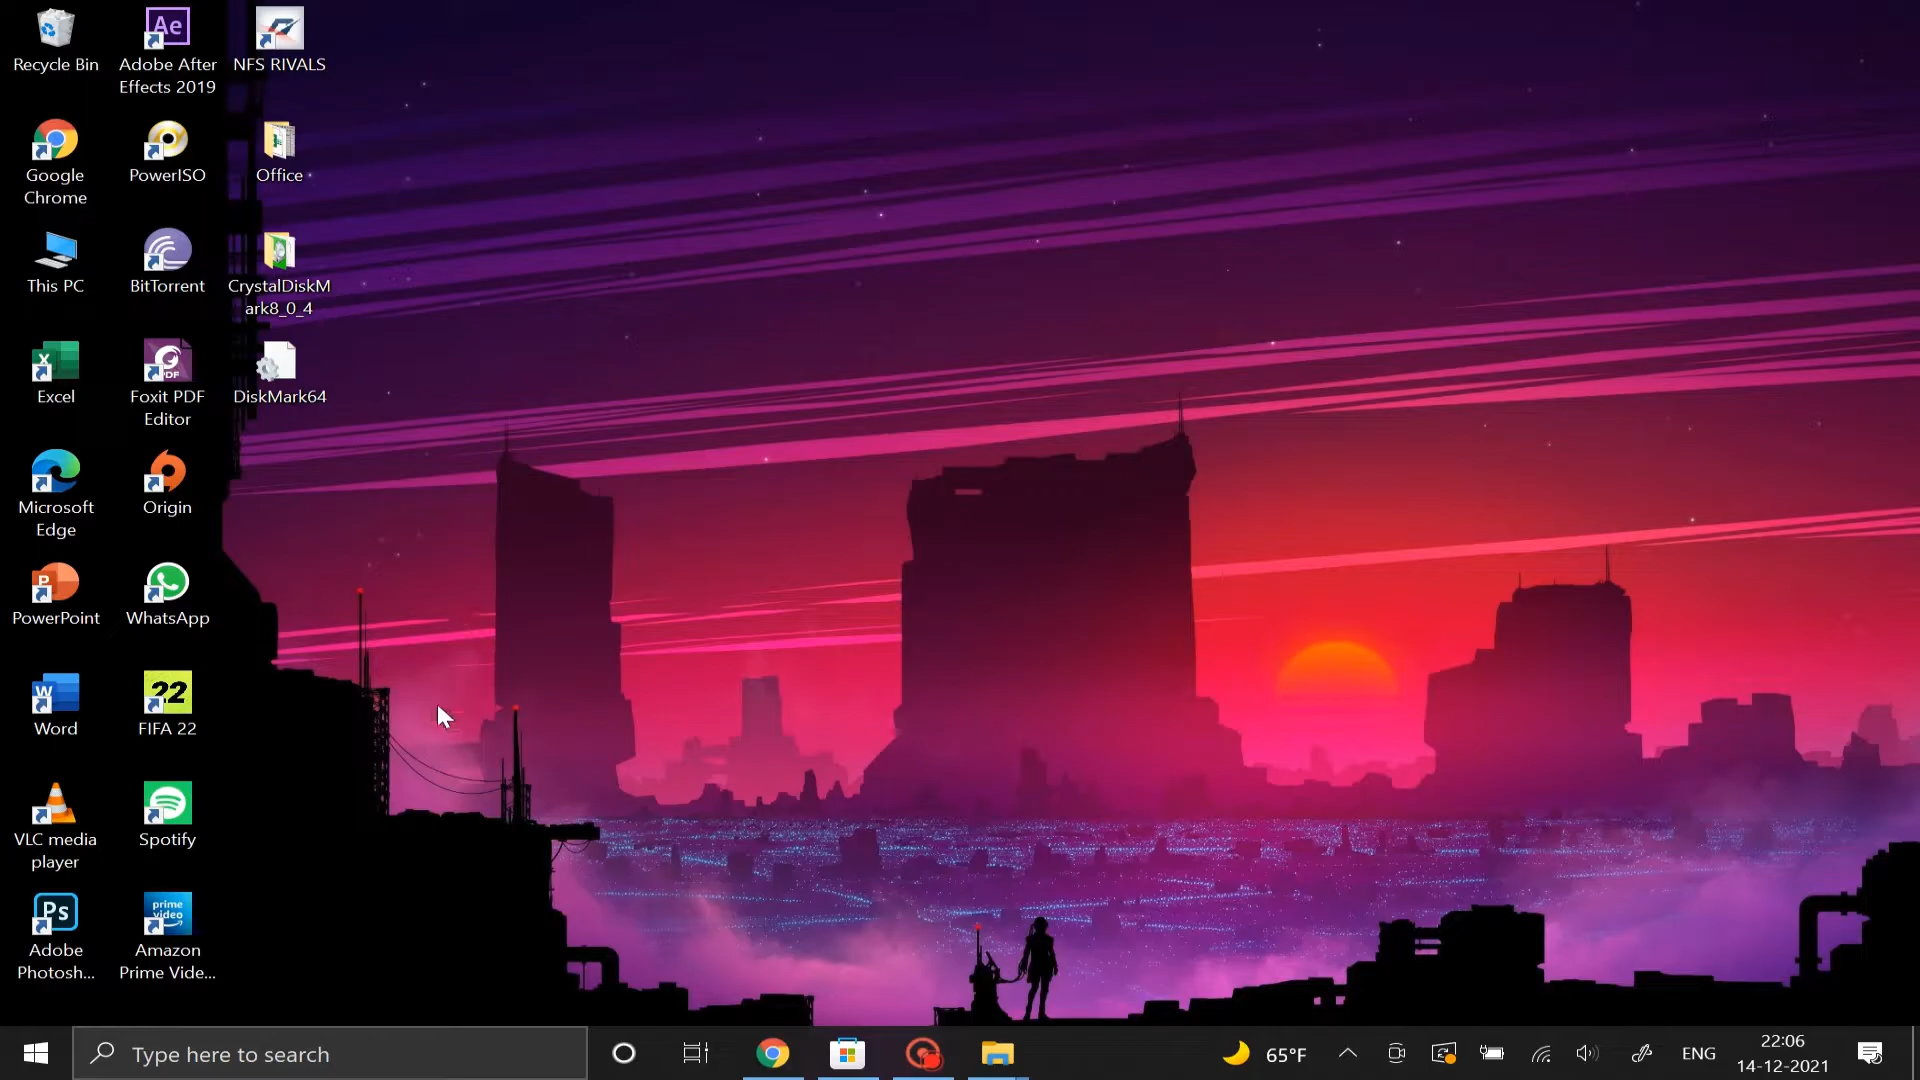 Recycle Bin
Ae
Adobe After
Effects 2019
NFS RIVALS
Google
Chrome
PowerISO
Office
This PC
BitTorrent
CrystalDiskM
ark8_0_4
X
Excel
PDF
Foxit PDF
Editor
DiskMark64
Microsoft
Edge
Origin
P
PowerPoint
WhatsApp
W
Word
22
FIFA 22
VLC media
player
Spotify
Ps
Adobe
Photosh...
prime
video
Amazon
Prime Vide...
Type here to search
65°F
ENG
22:06
14-12-2021